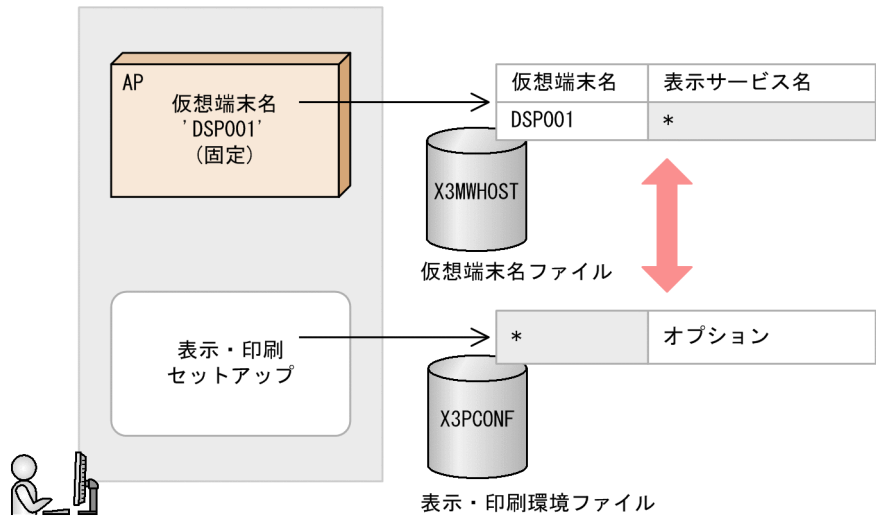 AP
仮想端末名
'DSP001'
(固定)
仮想端末名 表示サービス名
DSP001 *
X3MWHOST
仮想端末名ファイル
表示・印刷
セットアップ
* オプション
X3PCONF
表示・印刷環境ファイル